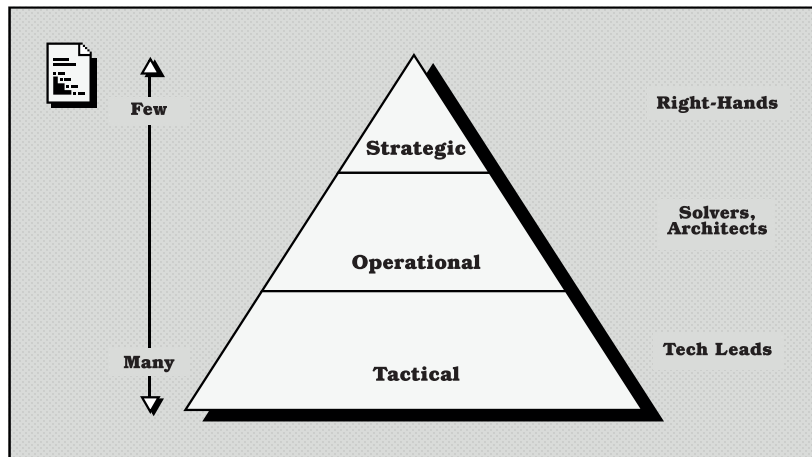 Few
Right-Hands
Strategic
Solvers,
Architects
Operational
Many
Tech Leads
Tactical